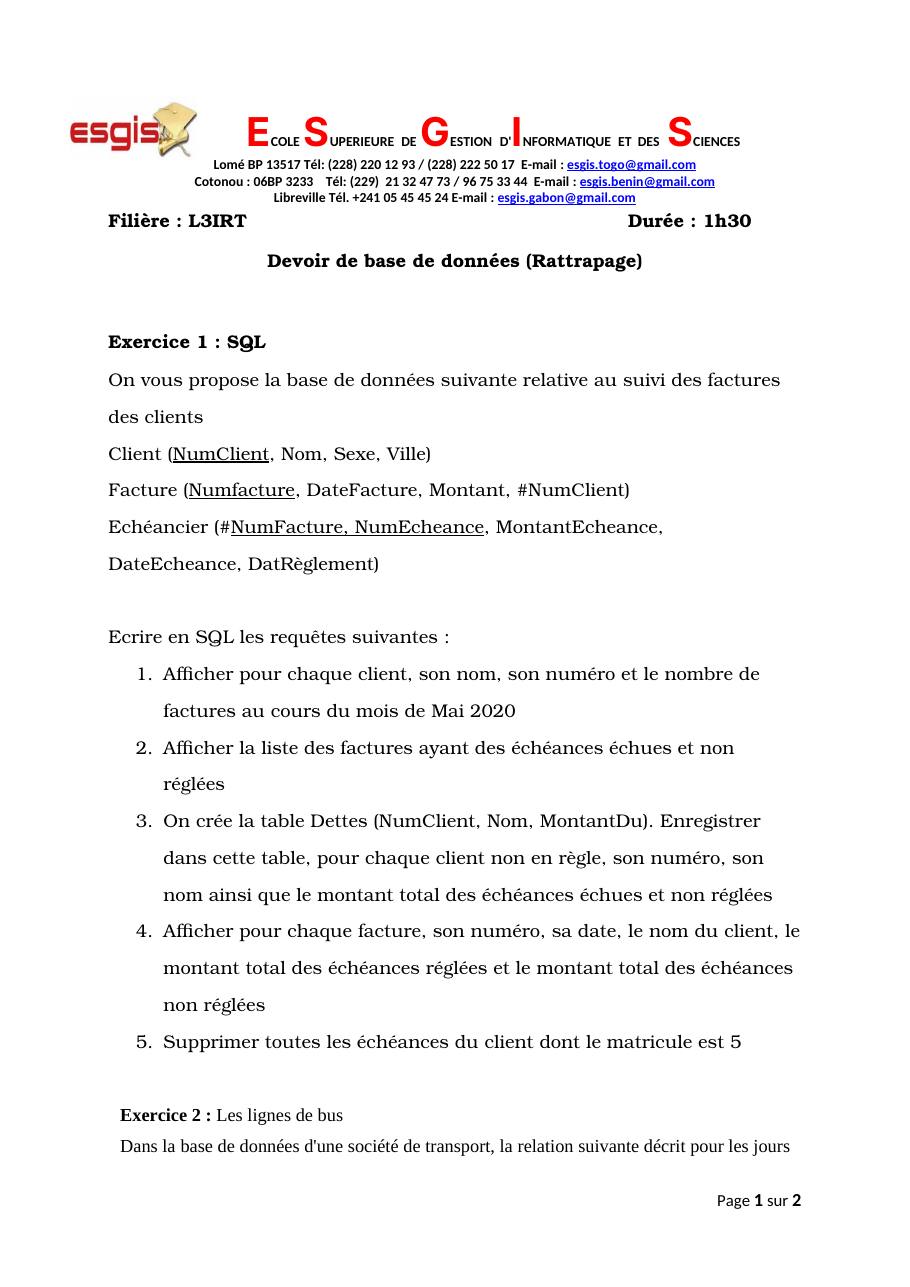 esgis
ECOLE SUPERIEURE DE GESTION D'INFORMATIQUE ET DES SCIENCES
Lomé BP 13517 Tél: (228) 220 12 93 / (228) 222 50 17 E-mail : esgis.togo@gmail.com
Cotonou : 06BP 3233 Tél: (229) 21 32 47 73 / 96 75 33 44 E-mail : esgis.benin@gmail.com
Libreville Tél. +241 05 45 45 24 E-mail : esgis.gabon@gmail.com
Filière : L3IRT Durée : 1h30
Devoir de base de données (Rattrapage)
Exercice 1 : SQL
On vous propose la base de données suivante relative au suivi des factures
des clients
Client (NumClient, Nom, Sexe, Ville)
Facture (Numfacture, DateFacture, Montant, #NumClient)
Echéancier (#NumFacture, NumEcheance, MontantEcheance,
DateEcheance, DatRèglement)
Ecrire en SQL les requêtes suivantes :
1. Afficher pour chaque client, son nom, son numéro et le nombre de
factures au cours du mois de Mai 2020
2. Afficher la liste des factures ayant des échéances échues et non
réglées
3. On crée la table Dettes (NumClient, Nom, MontantDu). Enregistrer
dans cette table, pour chaque client non en règle, son numéro, son
nom ainsi que le montant total des échéances échues et non réglées
4. Afficher pour chaque facture, son numéro, sa date, le nom du client, le
montant total des échéances réglées et le montant total des échéances
non réglées
5. Supprimer toutes les échéances du client dont le matricule est 5
Exercice 2 : Les lignes de bus
Dans la base de données d'une société de transport, la relation suivante décrit pour les jours
Page 1 sur 2